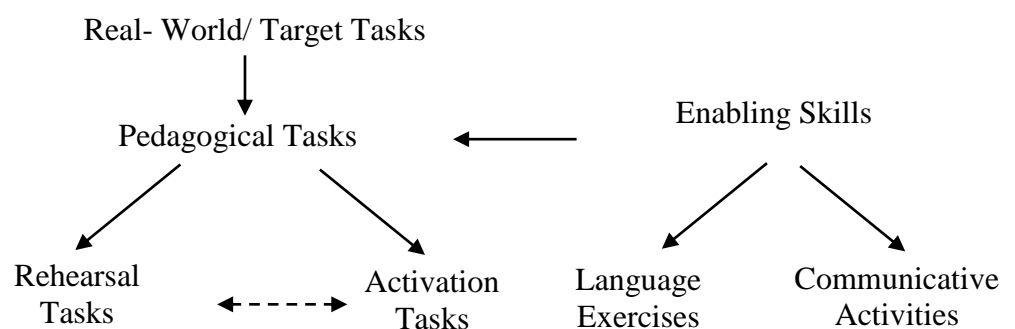 Real- World/ Target Tasks
Enabling Skills
Pedagogical Tasks
Rehearsal
Tasks
Activation
Tasks
Language
Exercises
Communicative
Activities